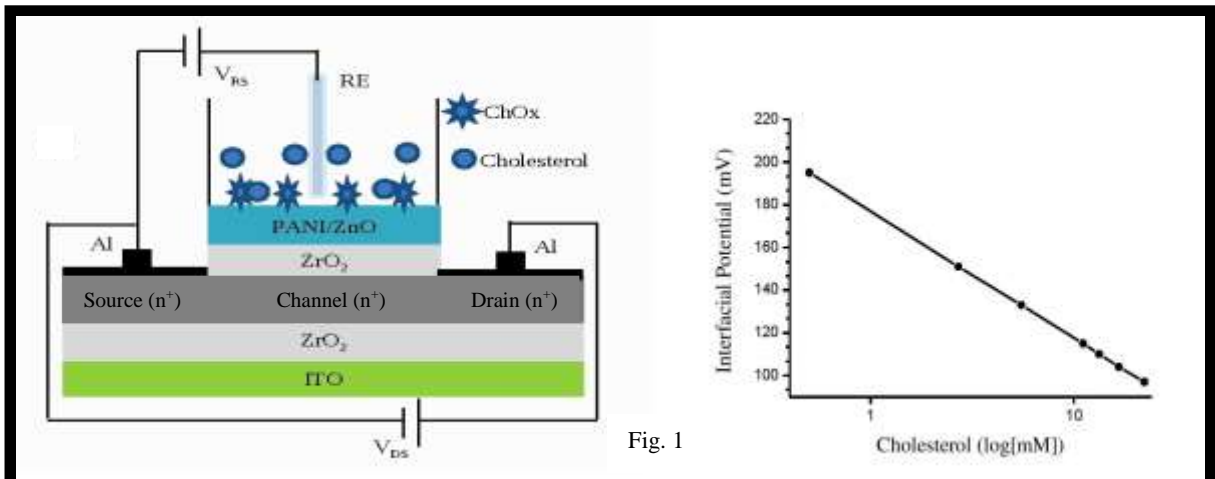 V_RS
RE
ChOx
Cholesterol
PANI/ZnO
Al
Al
ZrO₂
Source (n⁺)
Channel (n⁺)
Drain (n⁺)
ZrO₂
ITO
V_DS
Fig. 1
220
200
180
160
140
120
100
Interfacial Potential (mV)
1
10
Cholesterol (log[mM])